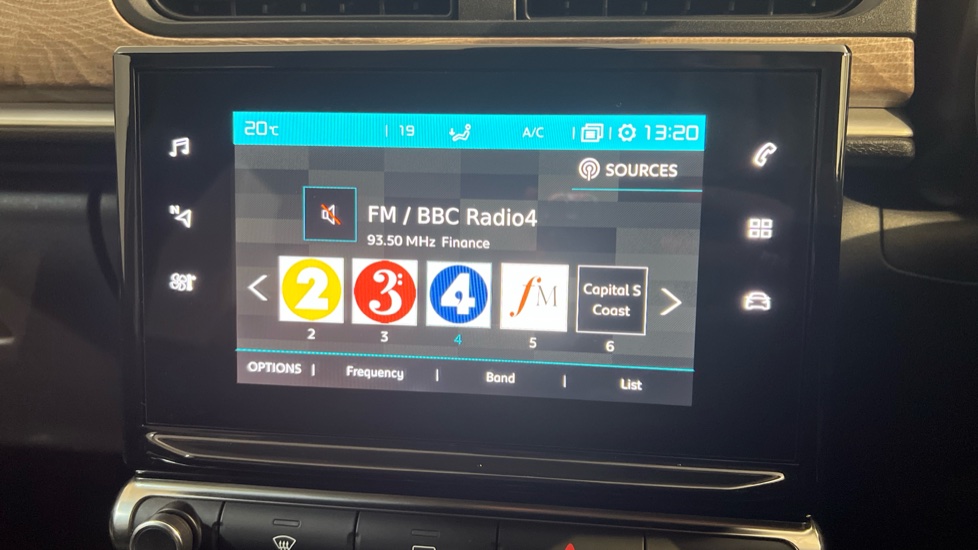 20°C | 19 A/C | | 13:20
SOURCES
FM / BBC Radio4
93.50 MHz Finance
N
2 3: 4 fM Capital S
Coast
2 3 4 5 6
OPTIONS | Frequency | Band | List